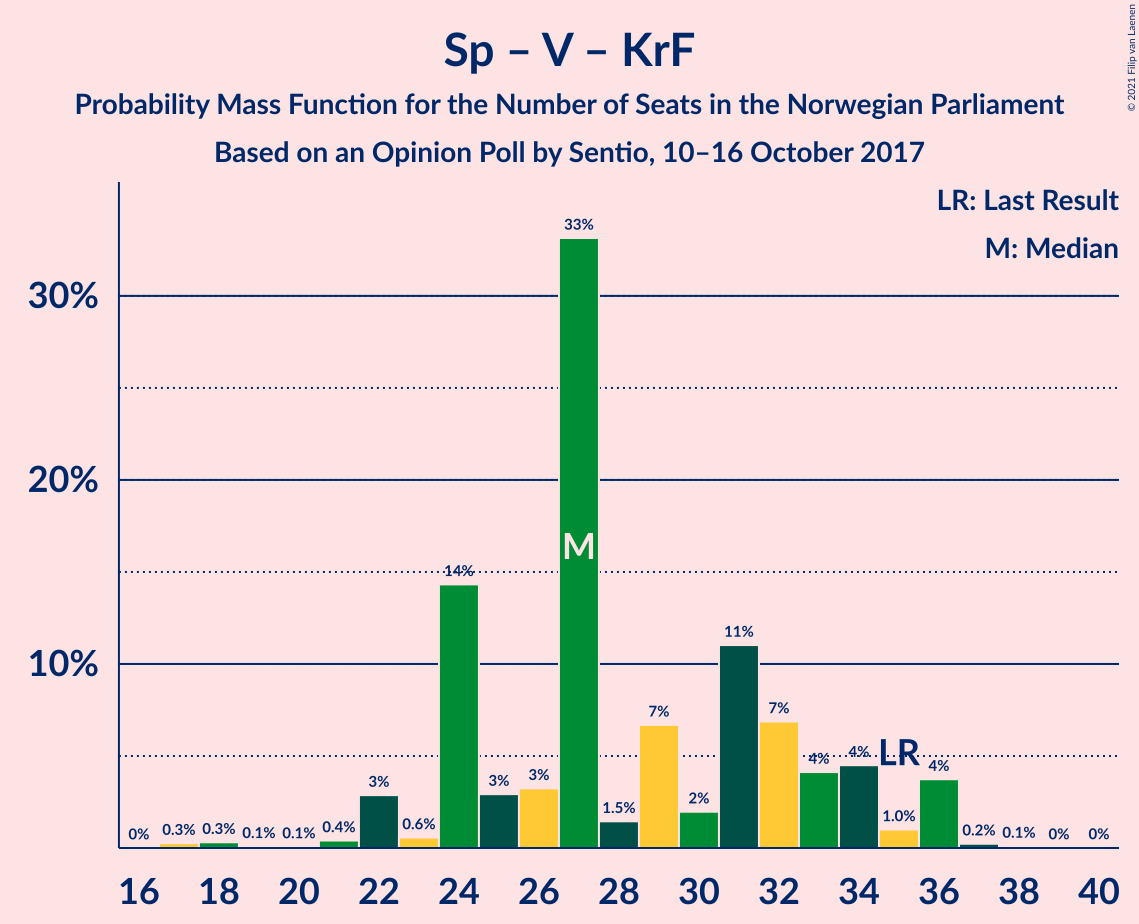 Sp – V – KrF
Probability Mass Function for the Number of Seats in the Norwegian Parliament
Based on an Opinion Poll by Sentio, 10–16 October 2017
© 2021 Filip van Laenen
LR: Last Result
M: Median
30%
20%
10%
0% 0.3% 0.3% 0.1% 0.1% 0.4% 3% 0.6% 14% 3% 3% 33% 1.5% 7% 2% 11% 7% 4% 4% 1.0% 4% 0.2% 0.1% 0% 0%
M
LR
16 18 20 22 24 26 28 30 32 34 36 38 40